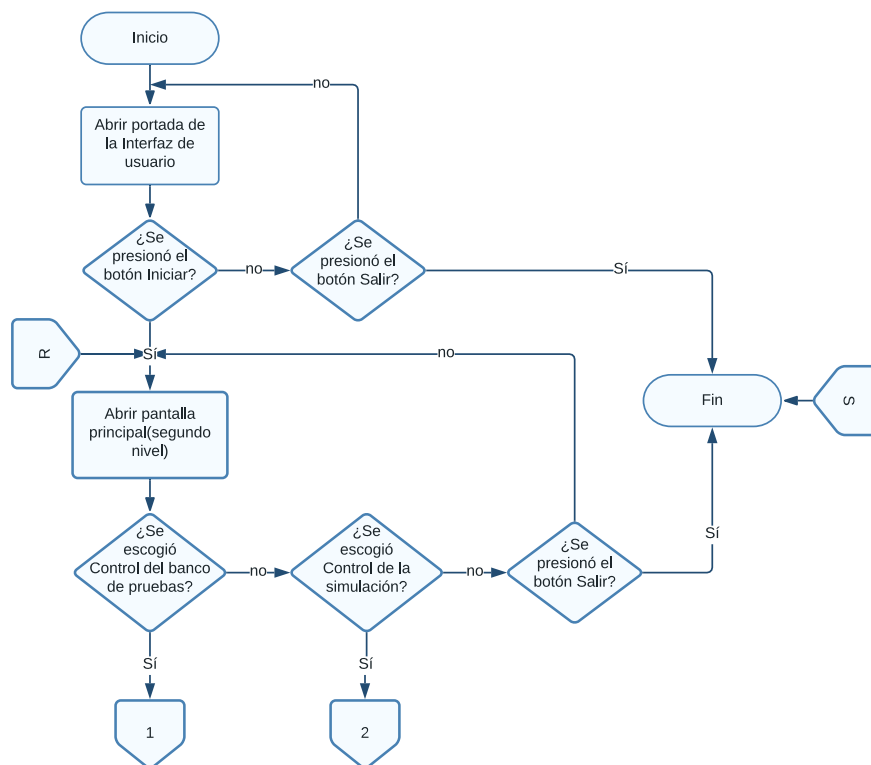 Inicio
no
Abrir portada de
la Interfaz de
usuario
¿Se
presionó el
botón Iniciar?
no
¿Se
presionó el
botón Salir?
Sí
R
Sí
no
Abrir pantalla
principal(segundo
nivel)
Fin
S
¿Se
escogió
Control del banco
de pruebas?
no
¿Se
escogió
Control de la
simulación?
no
¿Se
presionó el
botón Salir?
Sí
Sí
Sí
1
2